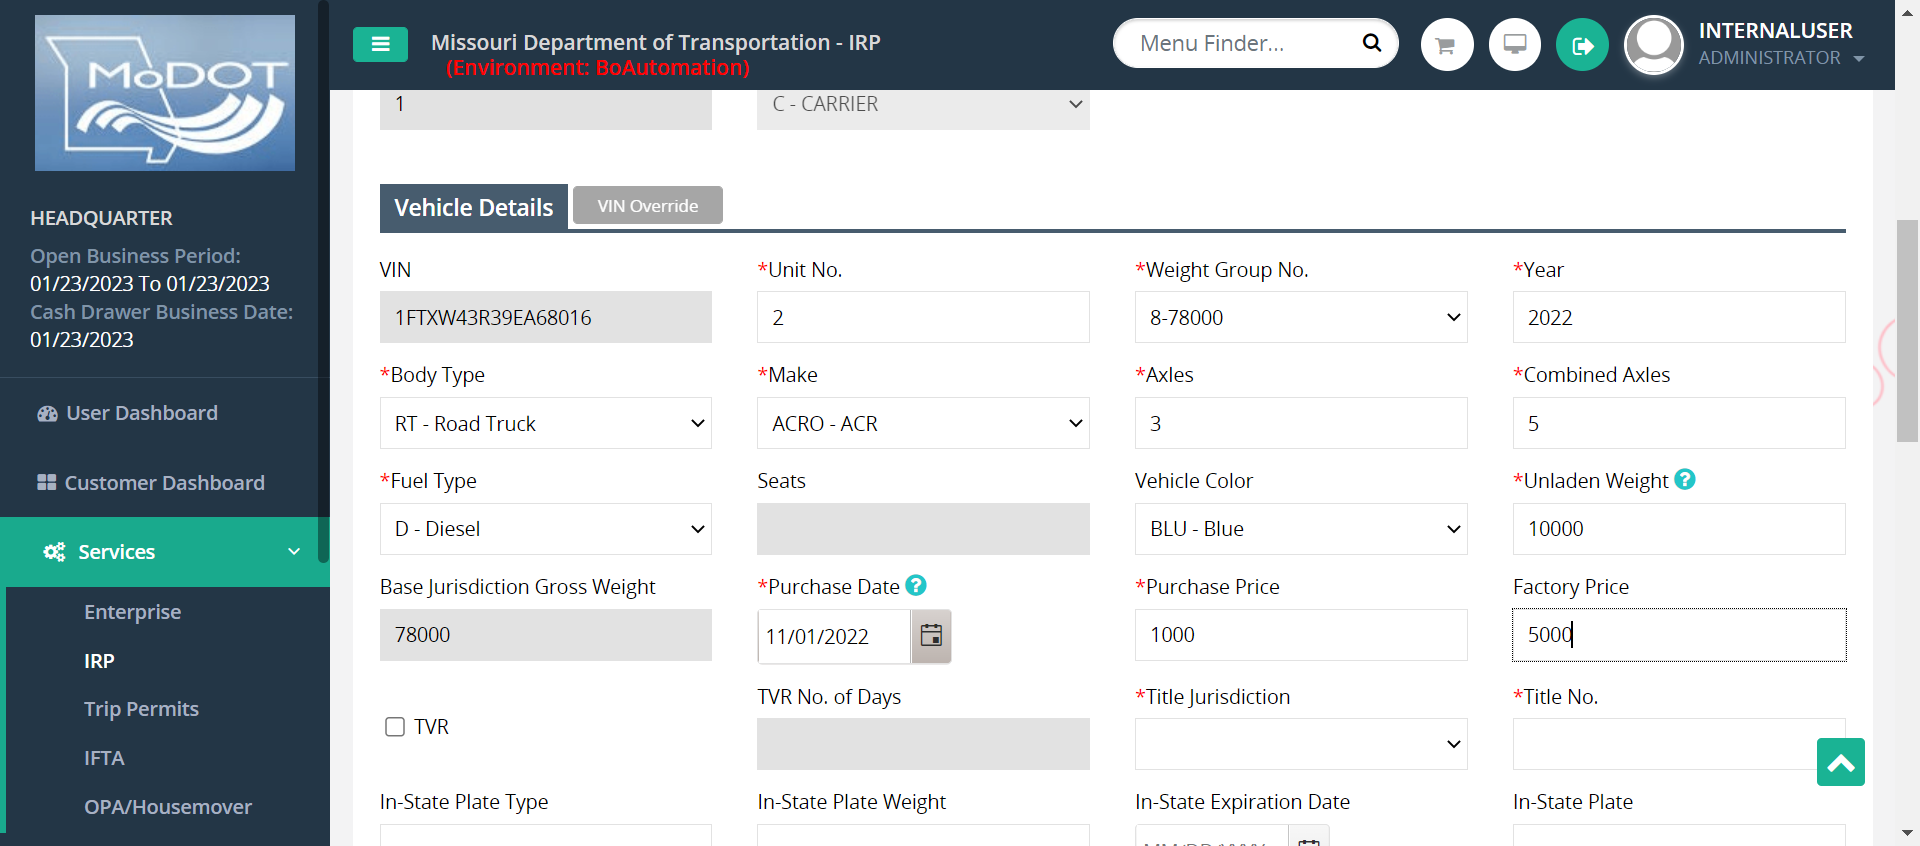 MoDOT
Missouri Department of Transportation - IRP
(Environment: BoAutomation)
Menu Finder...
INTERNALUSER
ADMINISTRATOR
HEADQUARTER
Open Business Period:
01/23/2023 To 01/23/2023
Cash Drawer Business Date:
01/23/2023
User Dashboard
Customer Dashboard
Services
Enterprise
IRP
Trip Permits
IFTA
OPA/Housemover
1
C - CARRIER
Vehicle Details
VIN Override
VIN
*Unit No.
*Weight Group No.
*Year
1FTXW43R39EA68016
2
8-78000
2022
*Body Type
*Make
*Axles
*Combined Axles
RT - Road Truck
ACRO - ACR
3
5
*Fuel Type
Seats
Vehicle Color
*Unladen Weight ?
D - Diesel
BLU - Blue
10000
Base Jurisdiction Gross Weight
*Purchase Date ?
*Purchase Price
Factory Price
78000
11/01/2022
1000
5000
TVR
TVR No. of Days
*Title Jurisdiction
*Title No.
In-State Plate Type
In-State Plate Weight
In-State Expiration Date
In-State Plate